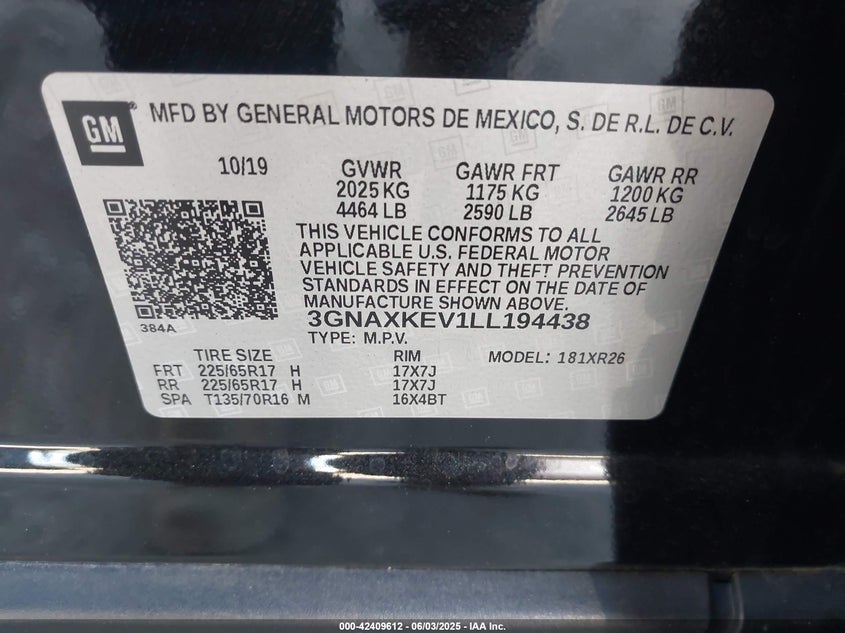 GM ® MFD BY GENERAL MOTORS DE MEXICO, S. DE R.L. DE C.V.
10/19 GVWR GAWR FRT GAWR RR
2025 KG 1175 KG 1200 KG
4464 LB 2590 LB 2645 LB
THIS VEHICLE CONFORMS TO ALL
APPLICABLE U.S. FEDERAL MOTOR
VEHICLE SAFETY AND THEFT PREVENTION
STANDARDS IN EFFECT ON THE DATE OF
MANUFACTURE SHOWN ABOVE.
384A 3GNAXKEV1LL194438
TYPE: M.P.V.
TIRE SIZE RIM MODEL: 181XR26
FRT 225/65R17 H 17X7J
RR 225/65R17 H 17X7J
SPA T135/70R16 M 16X4BT
000-42409612 - 06/03/2025 - IAA Inc.